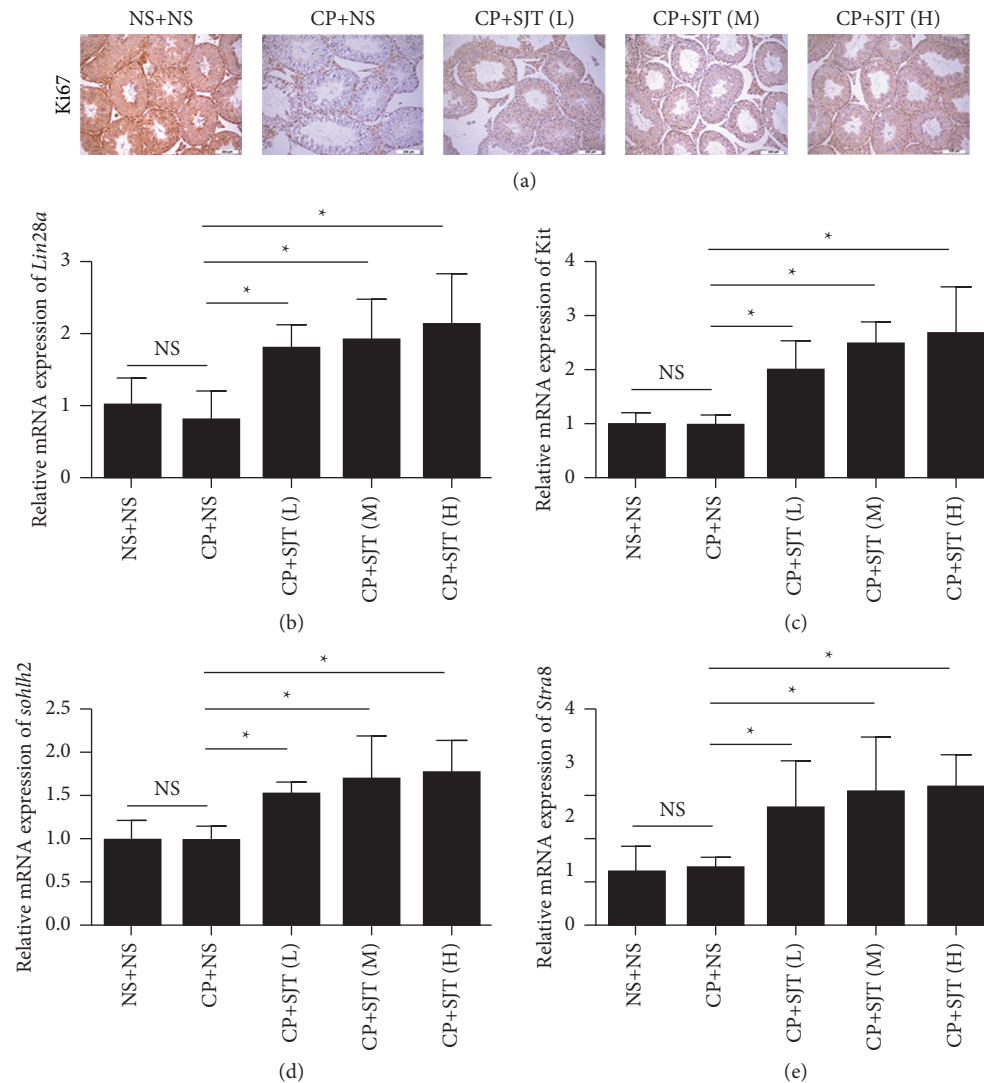 NS+NS CP+NS CP+SJT (L) CP+SJT (M) CP+SJT (H)
Ki67
(a)
Relative mRNA expression of Lin28a
3
2
1
0
NS
*
*
*
NS+NS
CP+NS
CP+SJT (L)
CP+SJT (M)
CP+SJT (H)
(b)
Relative mRNA expression of Kit
4
3
2
1
0
NS
*
*
*
NS+NS
CP+NS
CP+SJT (L)
CP+SJT (M)
CP+SJT (H)
(c)
Relative mRNA expression of sohlh2
2.5
2.0
1.5
1.0
0.5
0.0
NS
*
*
*
NS+NS
CP+NS
CP+SJT (L)
CP+SJT (M)
CP+SJT (H)
(d)
Relative mRNA expression of Stra8
4
3
2
1
0
NS
*
*
*
NS+NS
CP+NS
CP+SJT (L)
CP+SJT (M)
CP+SJT (H)
(e)